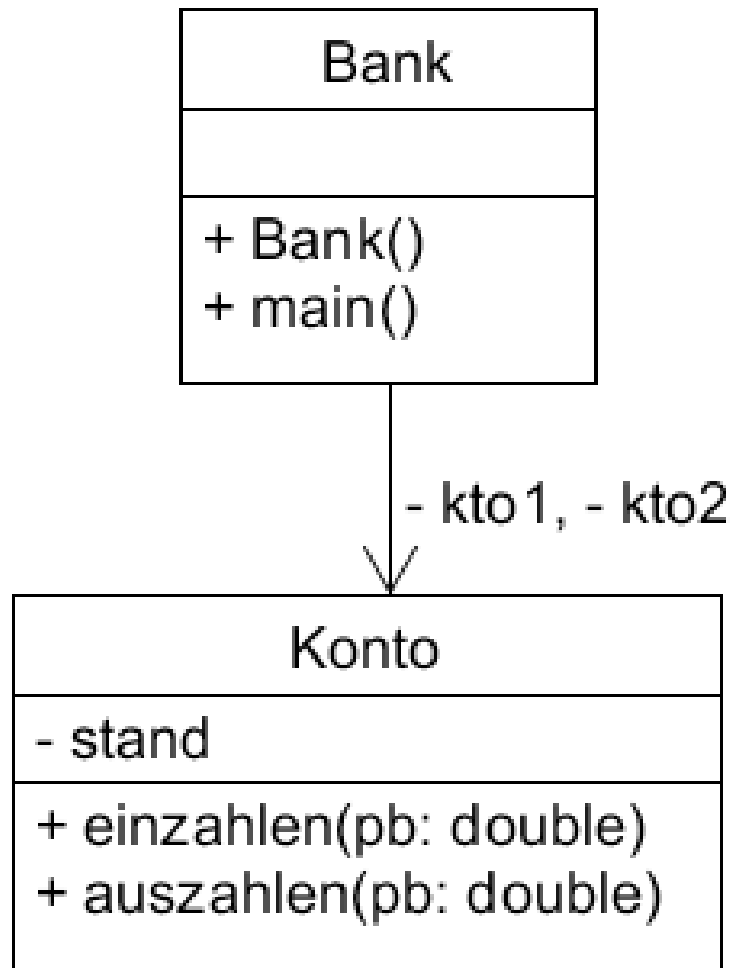 Bank
+ Bank()
+ main()
- kto1, - kto2
Konto
- stand
+ einzahlen(pb: double)
+ auszahlen(pb: double)